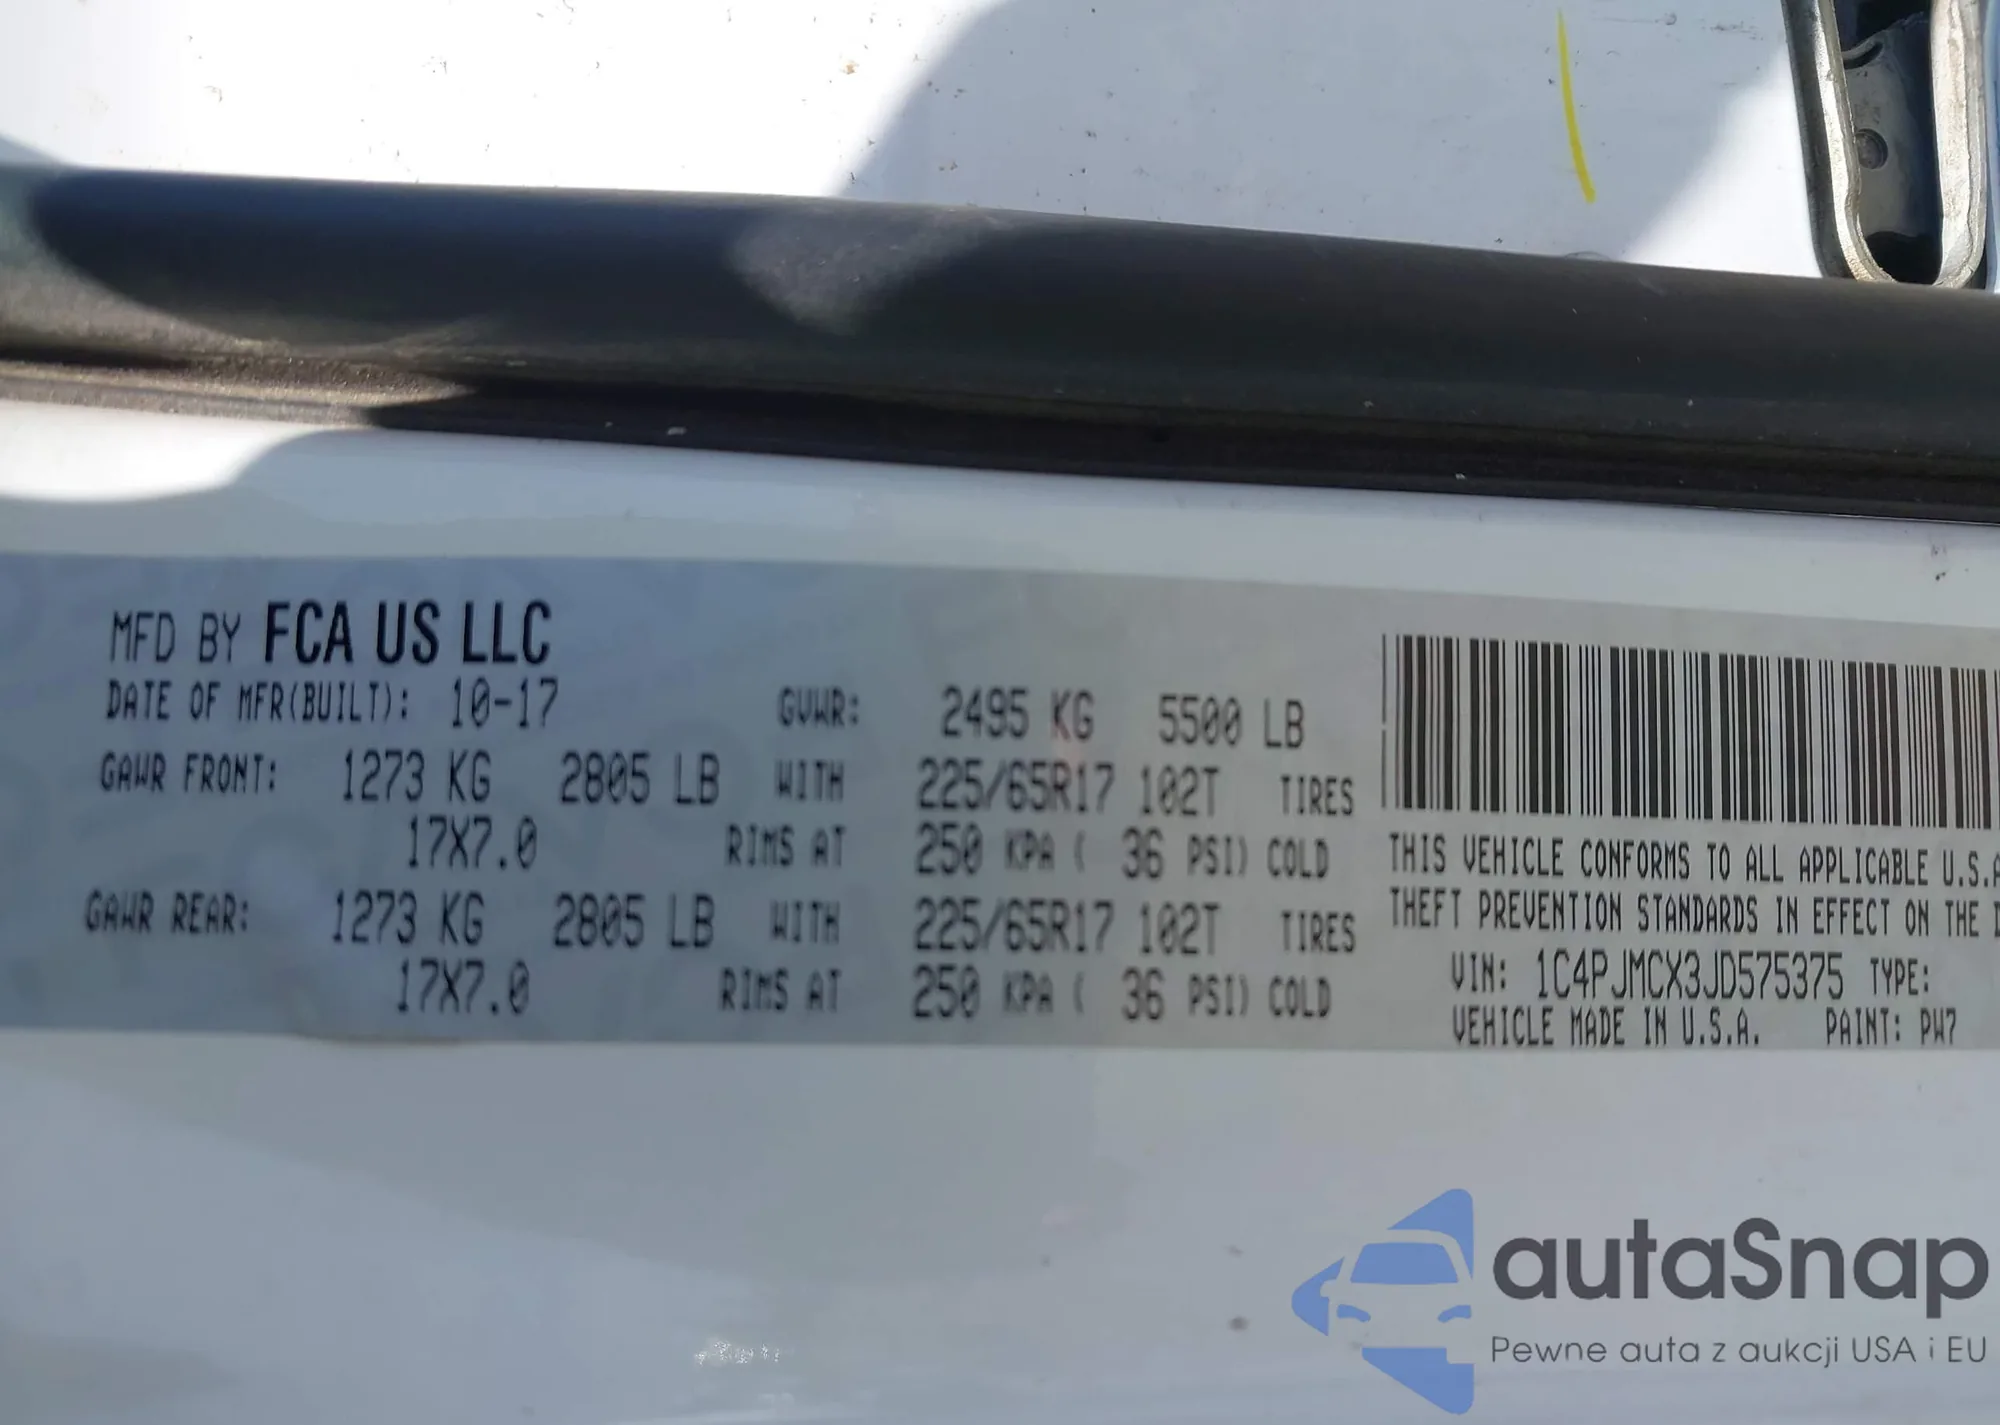 MFD BY FCA US LLC
DATE OF MFR(BUILT): 10-17 GVWR: 2495 KG 5500 LB
GAWR FRONT: 1273 KG 2805 LB WITH 225/65R17 102T TIRES
17X7.0 RIMS AT 250 KPA ( 36 PSI) COLD
GAWR REAR: 1273 KG 2805 LB WITH 225/65R17 102T TIRES
17X7.0 RIMS AT 250 KPA ( 36 PSI) COLD
THIS VEHICLE CONFORMS TO ALL APPLICABLE U.S.A
THEFT PREVENTION STANDARDS IN EFFECT ON THE D
VIN: 1C4PJMCX3JD575375 TYPE:
VEHICLE MADE IN U.S.A. PAINT: PW7
autaSnap
Pewne auta z aukcji USA i EU